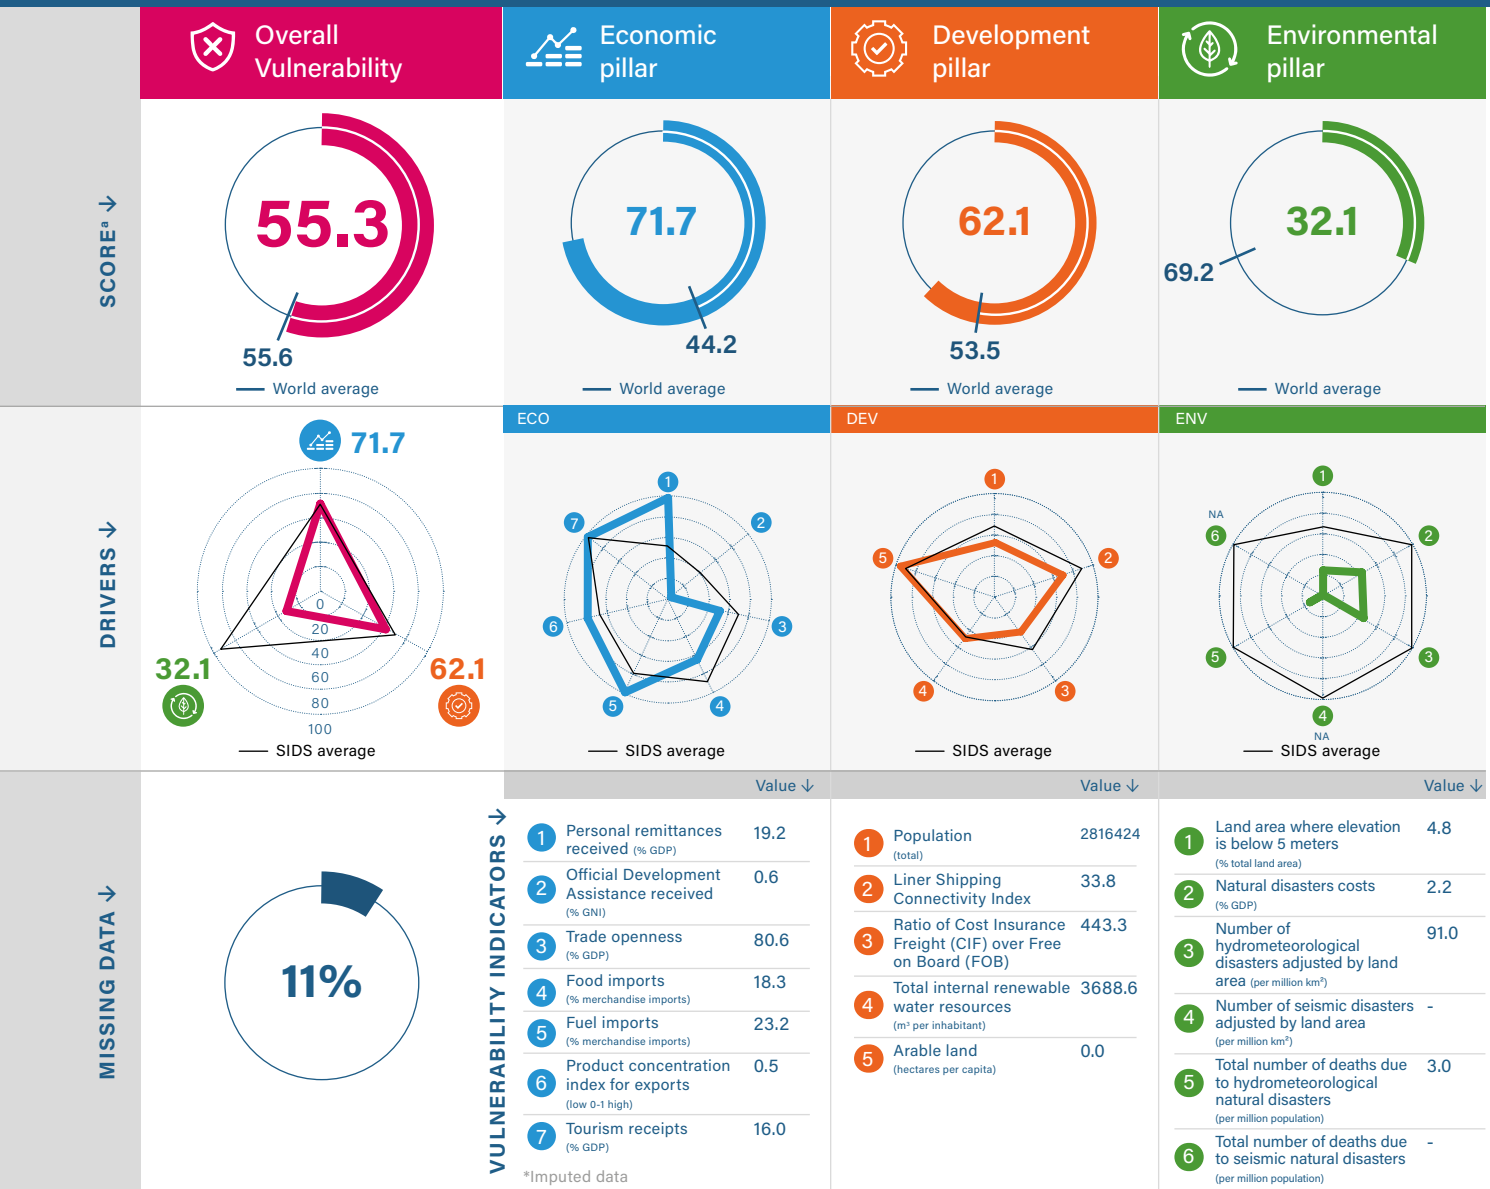 Overall
Vulnerability
Economic
pillar
Development
pillar
Environmental
pillar
SCOREª →
55.3
55.6
World average
71.7
44.2
World average
62.1
53.5
World average
32.1
69.2
World average
DRIVERS →
71.7
0
20
40
60
80
100
32.1
62.1
SIDS average
ECO
1
2
3
4
5
6
7
SIDS average
DEV
1
2
3
4
5
SIDS average
ENV
1
2
3
4
NA
5
NA
6
SIDS average
MISSING DATA →
11%
VULNERABILITY INDICATORS →
Value ↓
1 Personal remittances 19.2
received (% GDP)
2 Official Development 0.6
Assistance received
(% GNI)
3 Trade openness 80.6
(% GDP)
4 Food imports 18.3
(% merchandise imports)
5 Fuel imports 23.2
(% merchandise imports)
6 Product concentration 0.5
index for exports
(low 0-1 high)
7 Tourism receipts 16.0
(% GDP)
*Imputed data
Value ↓
1 Population 2816424
(total)
2 Liner Shipping 33.8
Connectivity Index
3 Ratio of Cost Insurance 443.3
Freight (CIF) over Free
on Board (FOB)
4 Total internal renewable 3688.6
water resources
(m³ per inhabitant)
5 Arable land 0.0
(hectares per capita)
Value ↓
1 Land area where elevation 4.8
is below 5 meters
(% total land area)
2 Natural disasters costs 2.2
(% GDP)
3 Number of 91.0
hydrometeorological
disasters adjusted by land
area (per million km²)
4 Number of seismic disasters -
adjusted by land area
(per million km²)
5 Total number of deaths due 3.0
to hydrometeorological
natural disasters
(per million population)
6 Total number of deaths due -
to seismic natural disasters
(per million population)